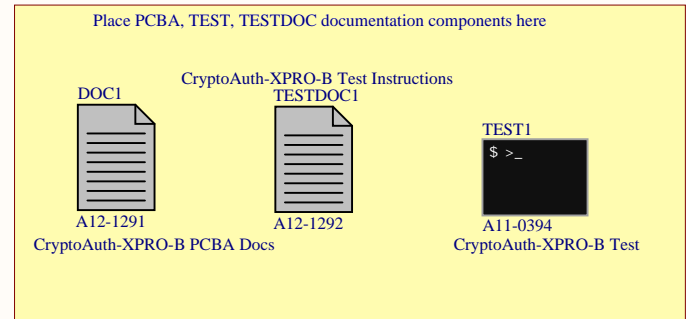 Place PCBA, TEST, TESTDOC documentation components here
CryptoAuth-XPRO-B Test Instructions
DOC1
TESTDOC1
TEST1
$ >_
A12-1291
A12-1292
A11-0394
CryptoAuth-XPRO-B PCBA Docs
CryptoAuth-XPRO-B Test